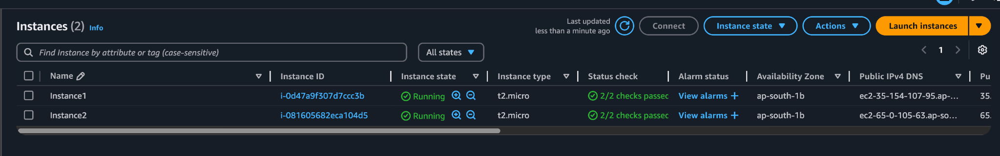 Instances (2) Info
Last updated
less than a minute ago
Connect
Instance state
Actions
Launch instances
Find Instance by attribute or tag (case-sensitive)
All states
1
Name Instance ID Instance state Instance type Status check Alarm status Availability Zone Public IPv4 DNS Pu
Instance1 i-0d47a9f307d7ccc3b Running t2.micro 2/2 checks passec View alarms + ap-south-1b ec2-35-154-107-95.ap-... 35.
Instance2 i-081605682eca104d5 Running t2.micro 2/2 checks passec View alarms + ap-south-1b ec2-65-0-105-63.ap-so... 65.